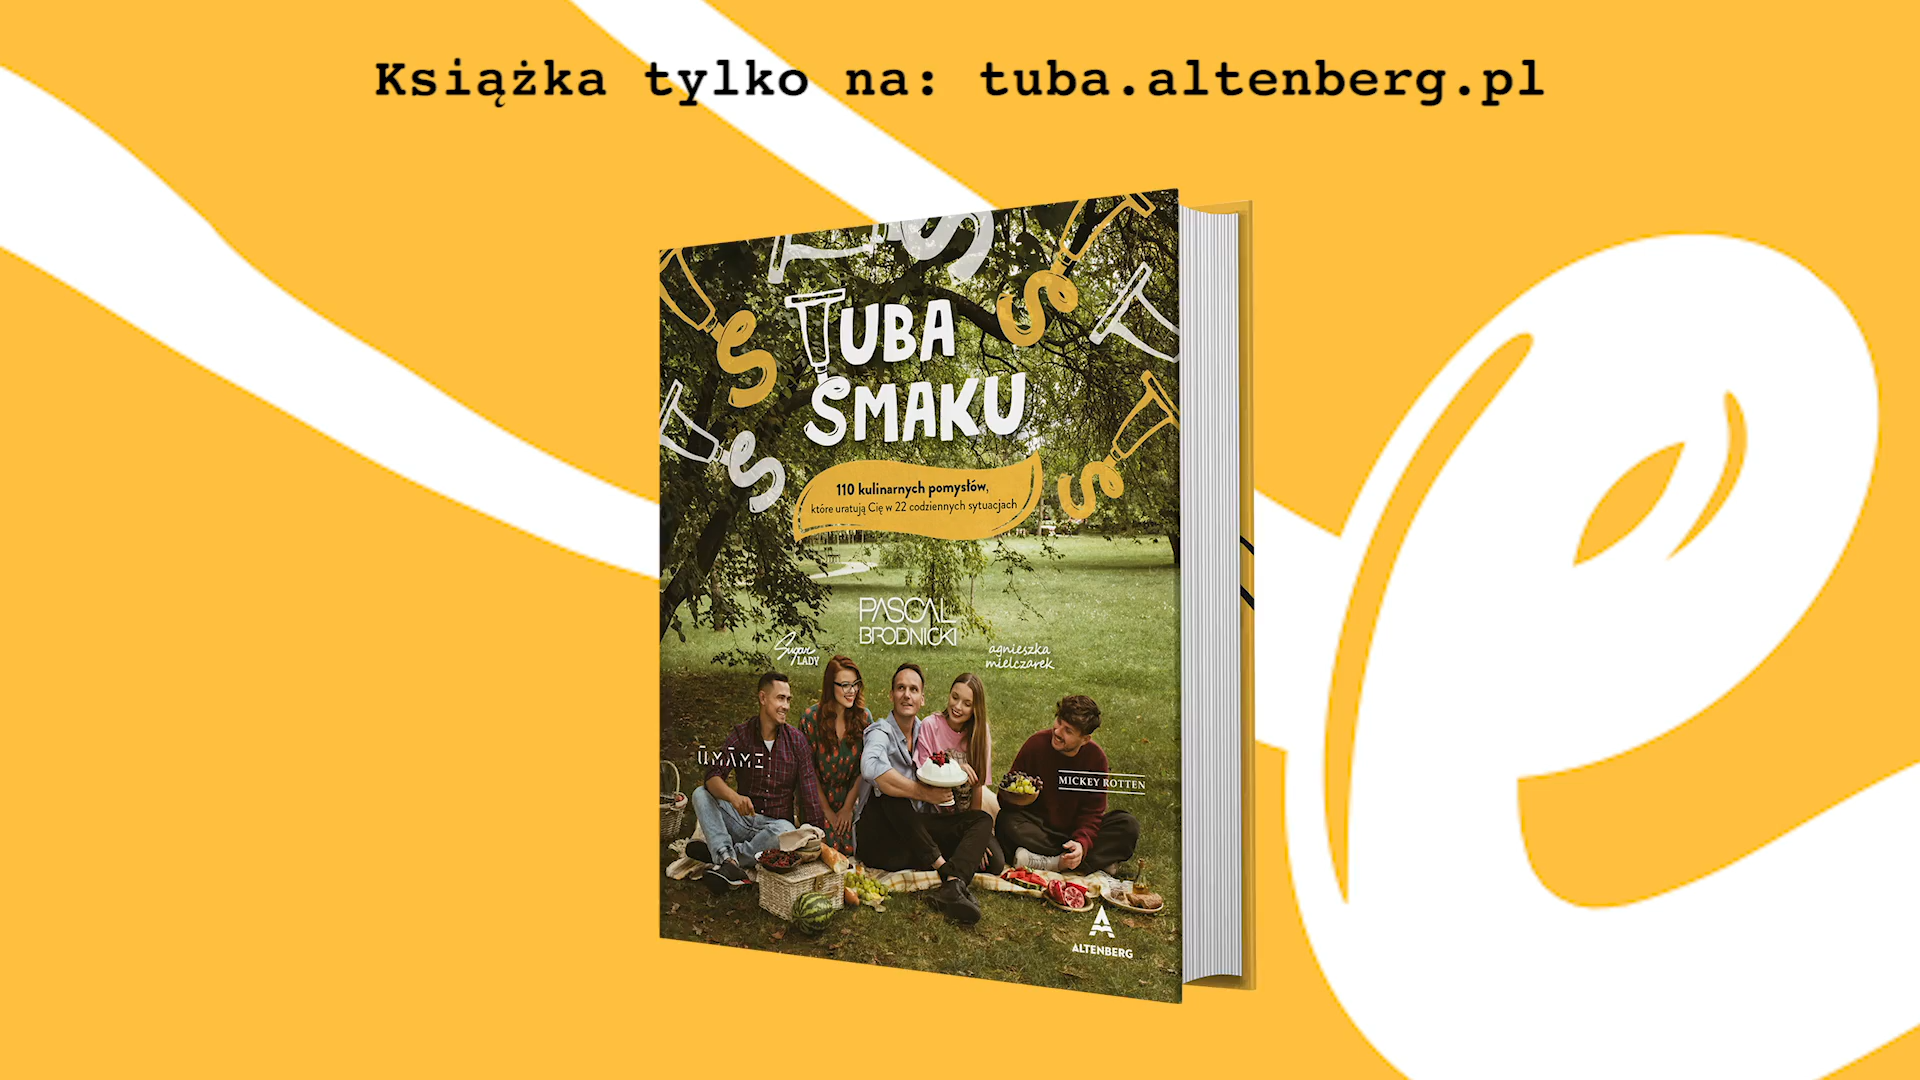 Książka tylko na: tuba.altenberg.pl
TUBA
SMAKU
110 kulinarnych pomysłów,
które uratują Cię w 22 codziennych sytuacjach
PASCAL
BRODNICKI
Sugar
LADY
agnieszka
mielczarek
ŪMĀMI
MICKEY ROTTEN
ALTENBERG